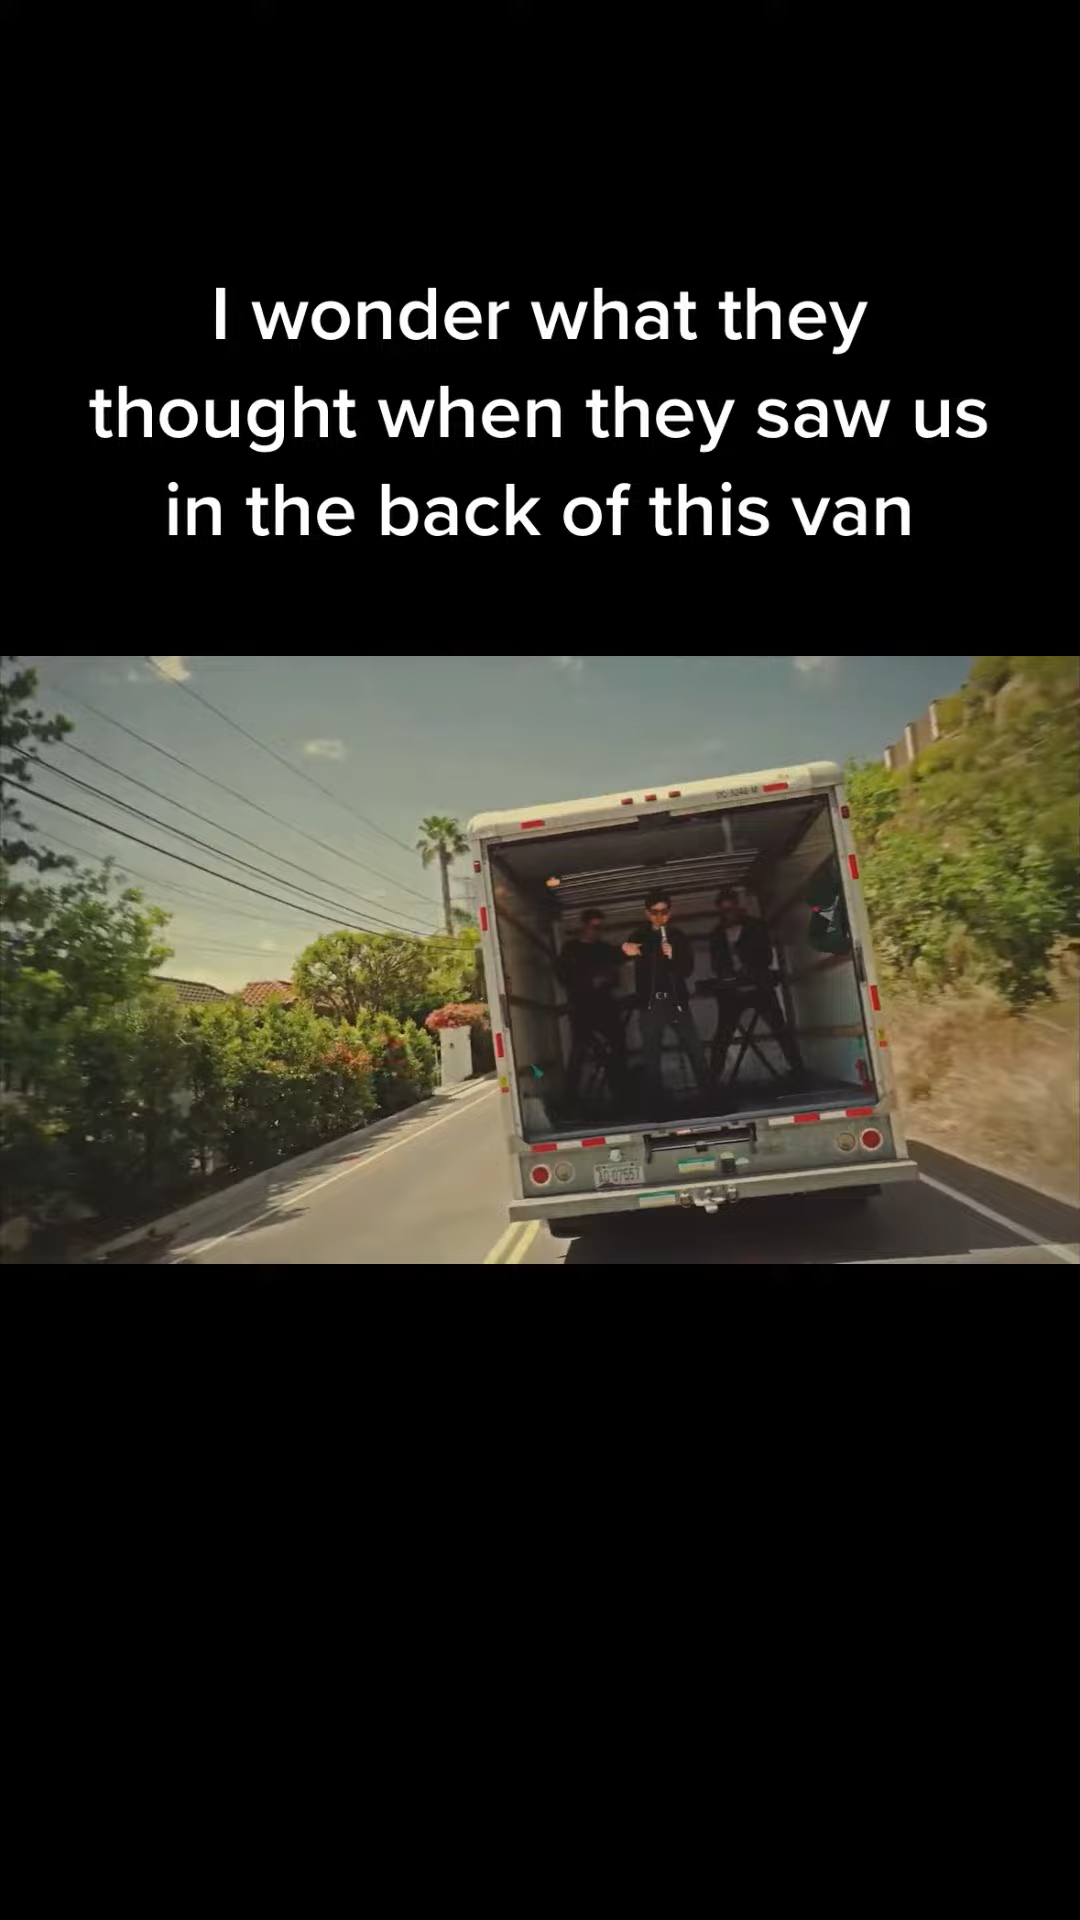 I wonder what they
thought when they saw us
in the back of this van